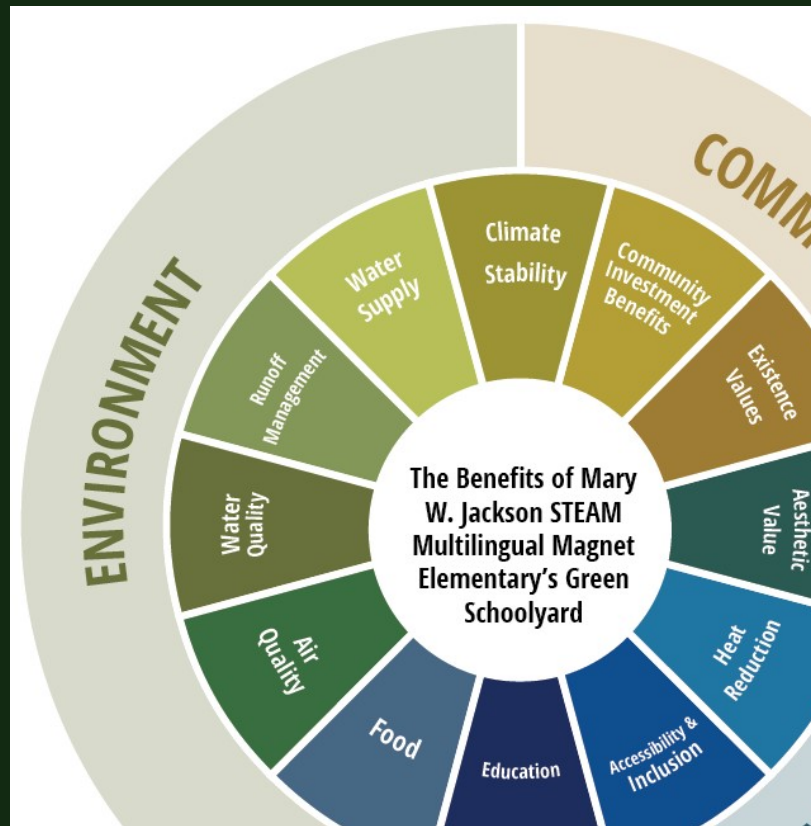 ENVIRONMENT
COMM
Climate
Stability
Community
Investment
Benefits
Existence
Values
Aesthetic
Value
Heat
Reduction
Accessibility &
Inclusion
Education
Food
Air
Quality
Water
Quality
Runoff
Management
Water
Supply
The Benefits of Mary
W. Jackson STEAM
Multilingual Magnet
Elementary's Green
Schoolyard